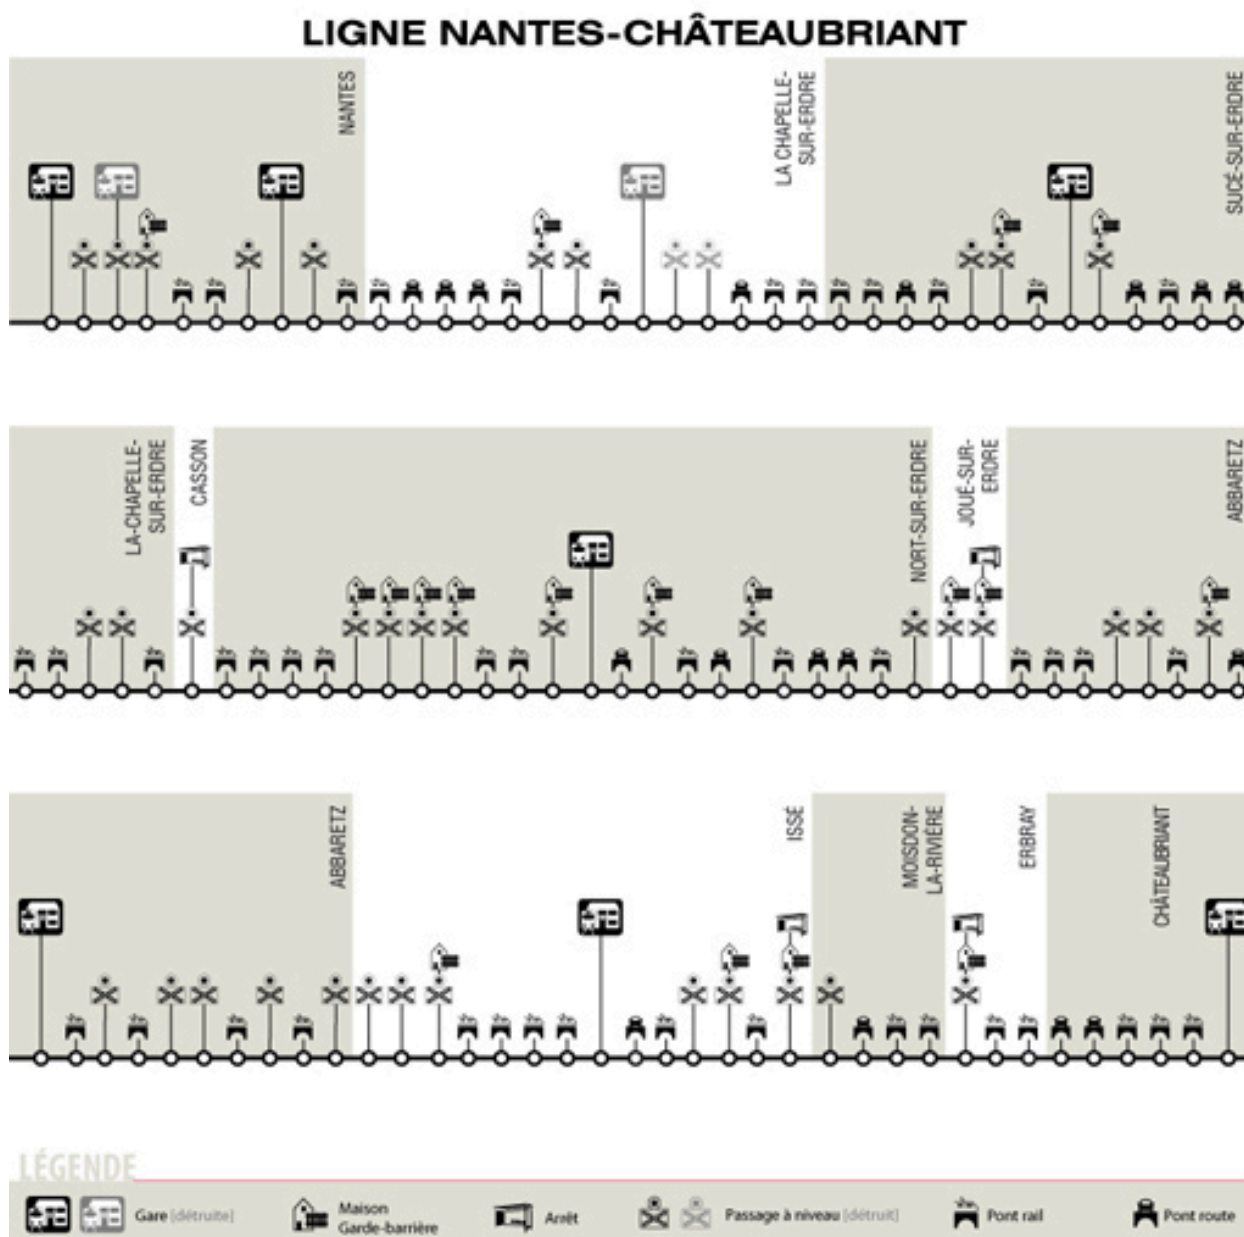 LIGNE NANTES-CHÂTEAUBRIANT
NANTES
LA CHAPELLE-
SUR-ERDRE
SUCÉ-SUR-ERDRE
LA-CHAPELLE-
SUR-ERDRE
CASSON
NORT-SUR-ERDRE
JOUÉ-SUR-
ERDRE
ABBARETZ
ABBARETZ
ISSÉ
MOISDON-
LA-RIVIÈRE
ERBRAY
CHÂTEAUBRIANT
LÉGENDE
Gare (détruite)
Maison
Garde-barrière
Arrêt
Passage à niveau (détruit)
Pont rail
Pont route